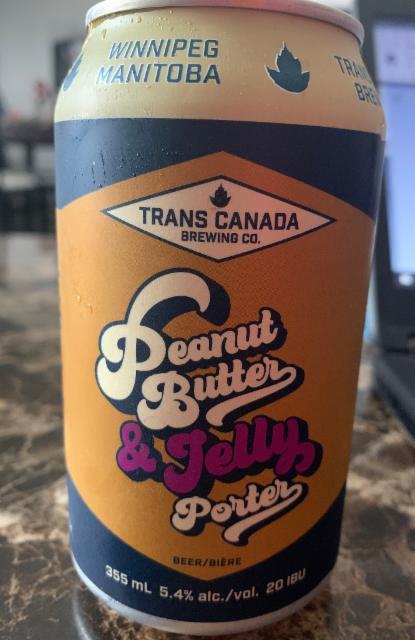 WINNIPEG
MANITOBA
TRANS CANADA
BREWING CO.
Peanut
Butter
& Jelly
Porter
BEER/BIÈRE
355 mL 5.4% alc./vol. 20 IBU